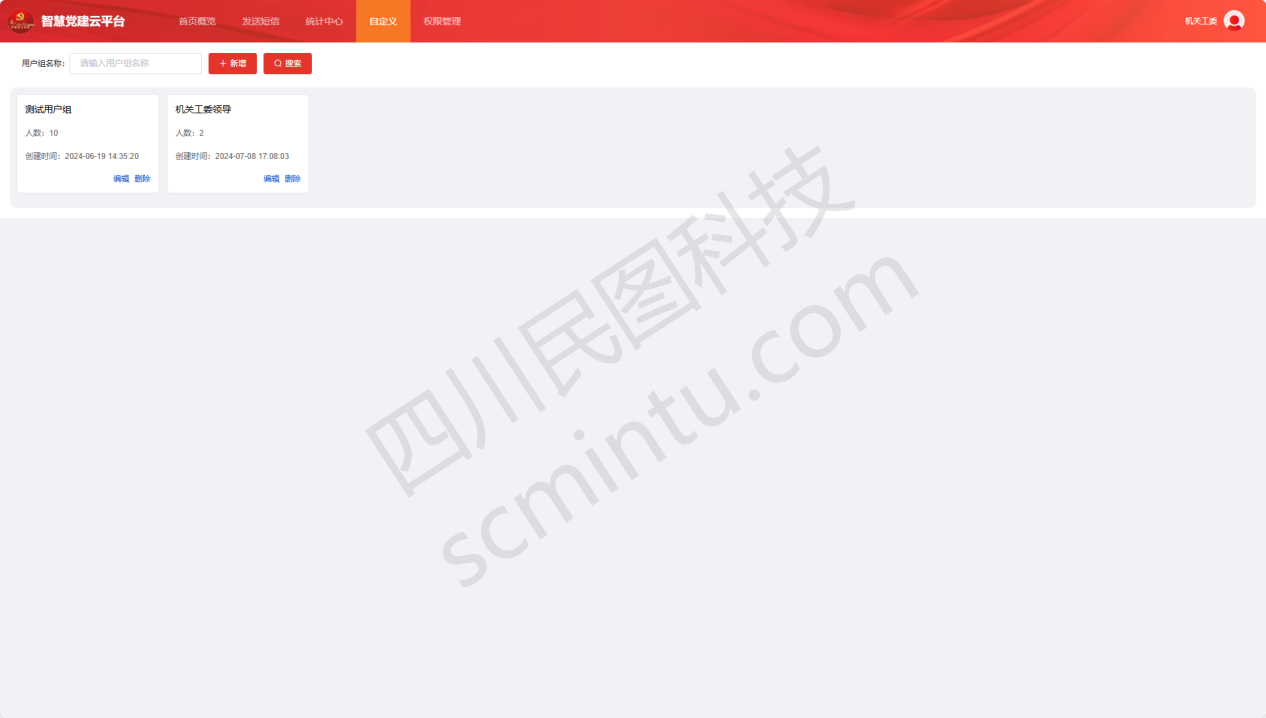 智慧党建云平台 首页概览 发送短信 统计中心 自定义 权限管理 机关工委
用户组名称: 请输入用户组名称 新增 搜索
测试用户组
人数: 10
创建时间: 2024-06-19 14:35:20
编辑 删除
机关工委领导
人数: 2
创建时间: 2024-07-08 17:08:03
编辑 删除
四川民图科技
scmintu.com